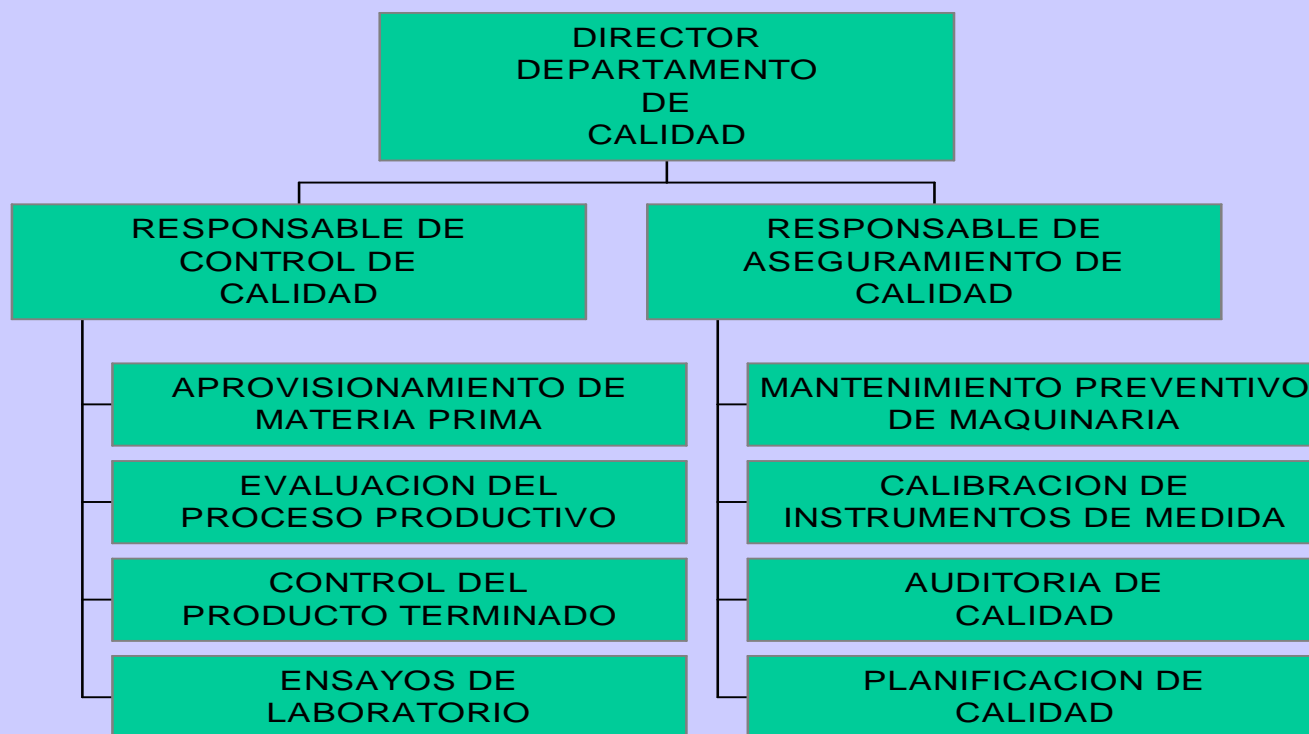 DIRECTOR
DEPARTAMENTO
DE
CALIDAD
RESPONSABLE DE
CONTROL DE
CALIDAD
RESPONSABLE DE
ASEGURAMIENTO DE
CALIDAD
APROVISIONAMIENTO DE
MATERIA PRIMA
EVALUACION DEL
PROCESO PRODUCTIVO
CONTROL DEL
PRODUCTO TERMINADO
ENSAYOS DE
LABORATORIO
MANTENIMIENTO PREVENTIVO
DE MAQUINARIA
CALIBRACION DE
INSTRUMENTOS DE MEDIDA
AUDITORIA DE
CALIDAD
PLANIFICACION DE
CALIDAD